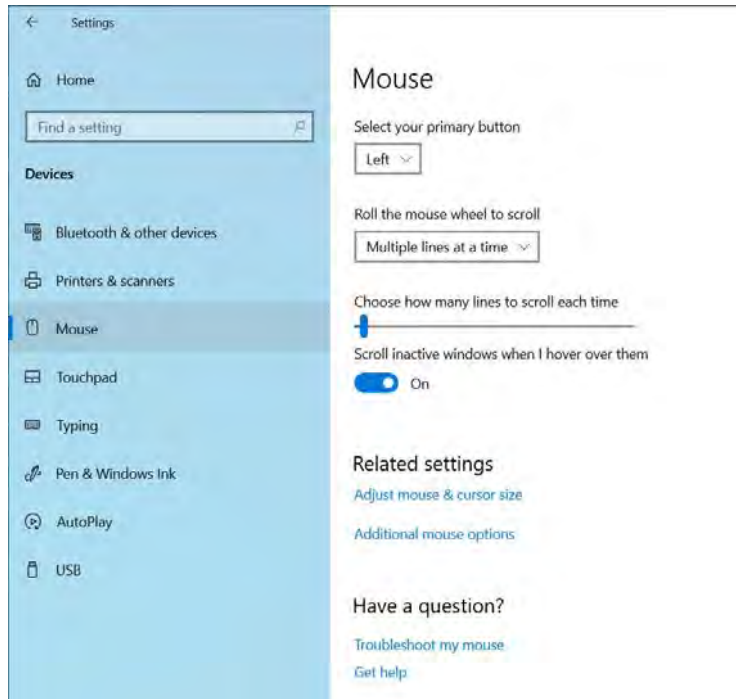 Settings
Home
Find a setting
Devices
Bluetooth & other devices
Printers & scanners
Mouse
Touchpad
Typing
Pen & Windows Ink
AutoPlay
USB
Mouse
Select your primary button
Left
Roll the mouse wheel to scroll
Multiple lines at a time
Choose how many lines to scroll each time
Scroll inactive windows when I hover over them
On
Related settings
Adjust mouse & cursor size
Additional mouse options
Have a question?
Troubleshoot my mouse
Get help